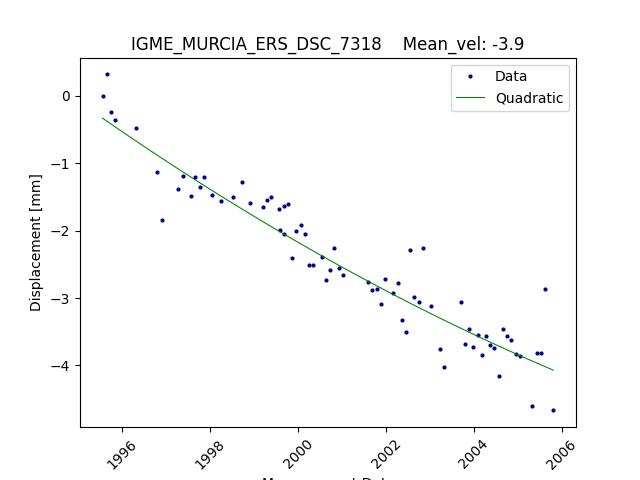 IGME_MURCIA_ERS_DSC_7318    Mean_vel: -3.9
Data
Quadratic
Displacement [mm]
0
−1
−2
−3
−4
1996
1998
2000
2002
2004
2006